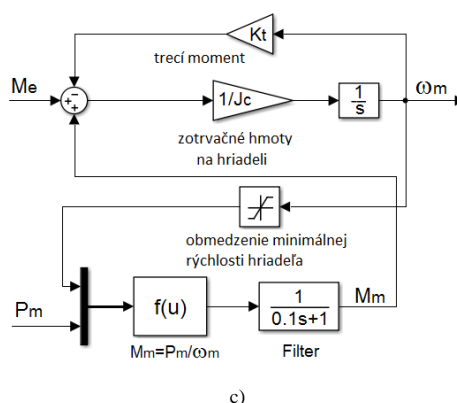 Kt
trecí moment
Me
1/Jc
1
s
ωm
zotrvačné hmoty
na hriadeli
obmedzenie minimálnej
rýchlosti hriadeľa
Pm
f(u)
1
0.1s+1
Mm
Mm=Pm/ωm
Filter
c)